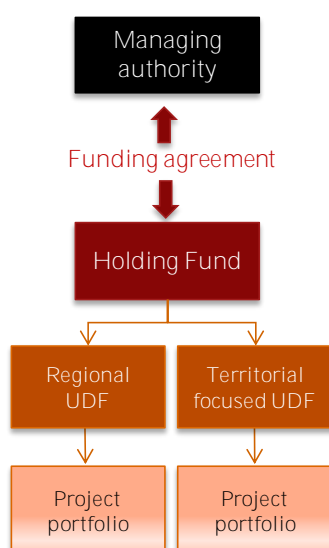 Managing
authority
Funding agreement
Holding Fund
Regional
UDF
Territorial
focused UDF
Project
portfolio
Project
portfolio